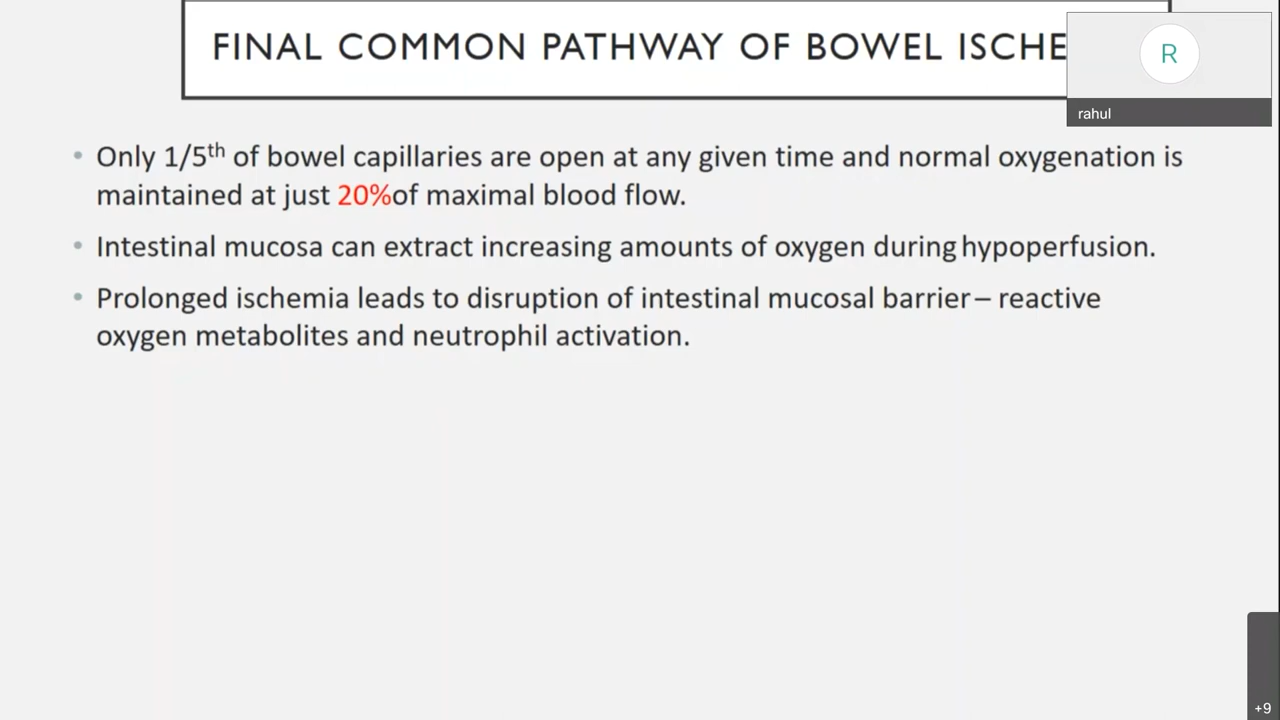 FINAL COMMON PATHWAY OF BOWEL ISCHE
R
rahul
• Only 1/5th of bowel capillaries are open at any given time and normal oxygenation is
maintained at just 20%of maximal blood flow.
• Intestinal mucosa can extract increasing amounts of oxygen during hypoperfusion.
• Prolonged ischemia leads to disruption of intestinal mucosal barrier – reactive
oxygen metabolites and neutrophil activation.
+9